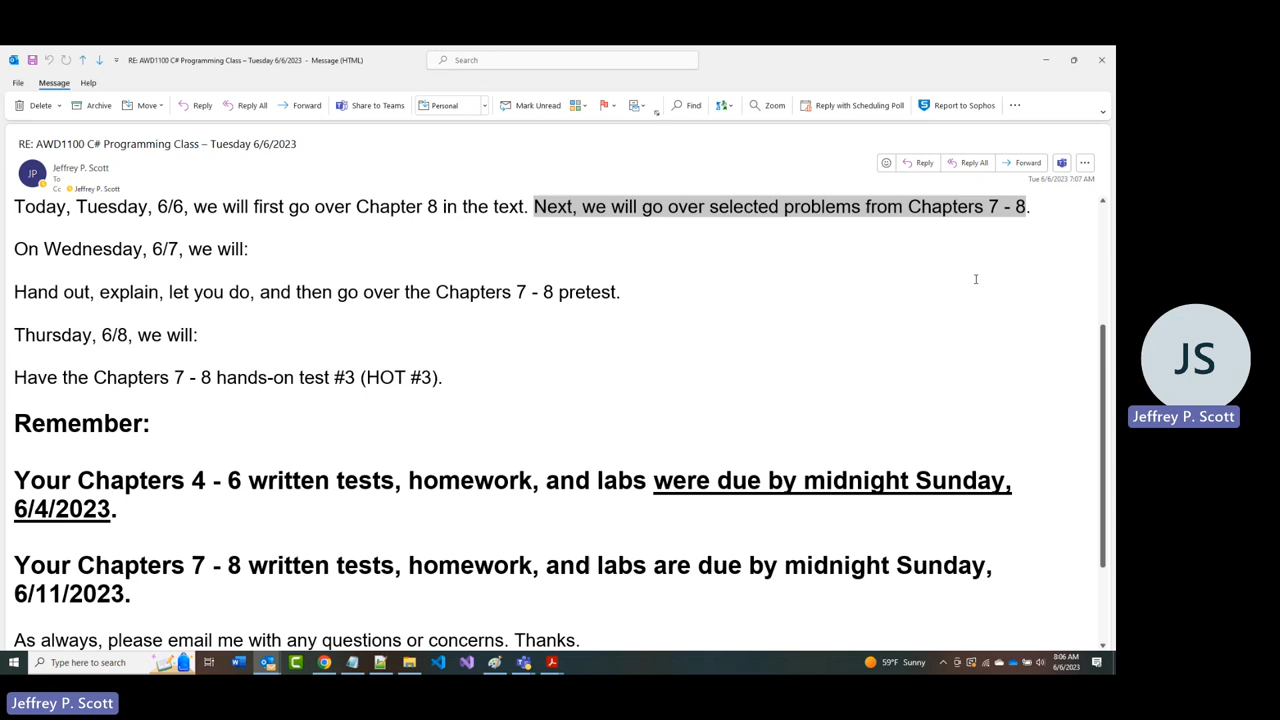 RE: AWD1100 C# Programming Class – Tuesday 6/6/2023 - Message (HTML)
Search
File Message Help
Delete Archive Move Reply Reply All Forward Share to Teams Personal Mark Unread Find Zoom Reply with Scheduling Poll Report to Sophos
RE: AWD1100 C# Programming Class – Tuesday 6/6/2023
JP
Jeffrey P. Scott
To
Cc Jeffrey P. Scott
Reply Reply All Forward
Tue 6/6/2023 7:07 AM
Today, Tuesday, 6/6, we will first go over Chapter 8 in the text. Next, we will go over selected problems from Chapters 7 - 8.
On Wednesday, 6/7, we will:
Hand out, explain, let you do, and then go over the Chapters 7 - 8 pretest.
Thursday, 6/8, we will:
Have the Chapters 7 - 8 hands-on test #3 (HOT #3).
Remember:
Your Chapters 4 - 6 written tests, homework, and labs were due by midnight Sunday,
6/4/2023.
Your Chapters 7 - 8 written tests, homework, and labs are due by midnight Sunday,
6/11/2023.
As always, please email me with any questions or concerns. Thanks.
Type here to search
59°F Sunny
8:06 AM
6/6/2023
JS
Jeffrey P. Scott
Jeffrey P. Scott